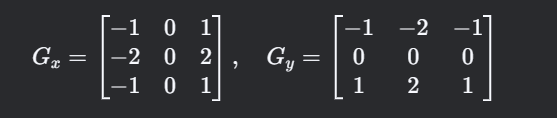 G_x = [-1 0 1; -2 0 2; -1 0 1], G_y = [-1 -2 -1; 0 0 0; 1 2 1]